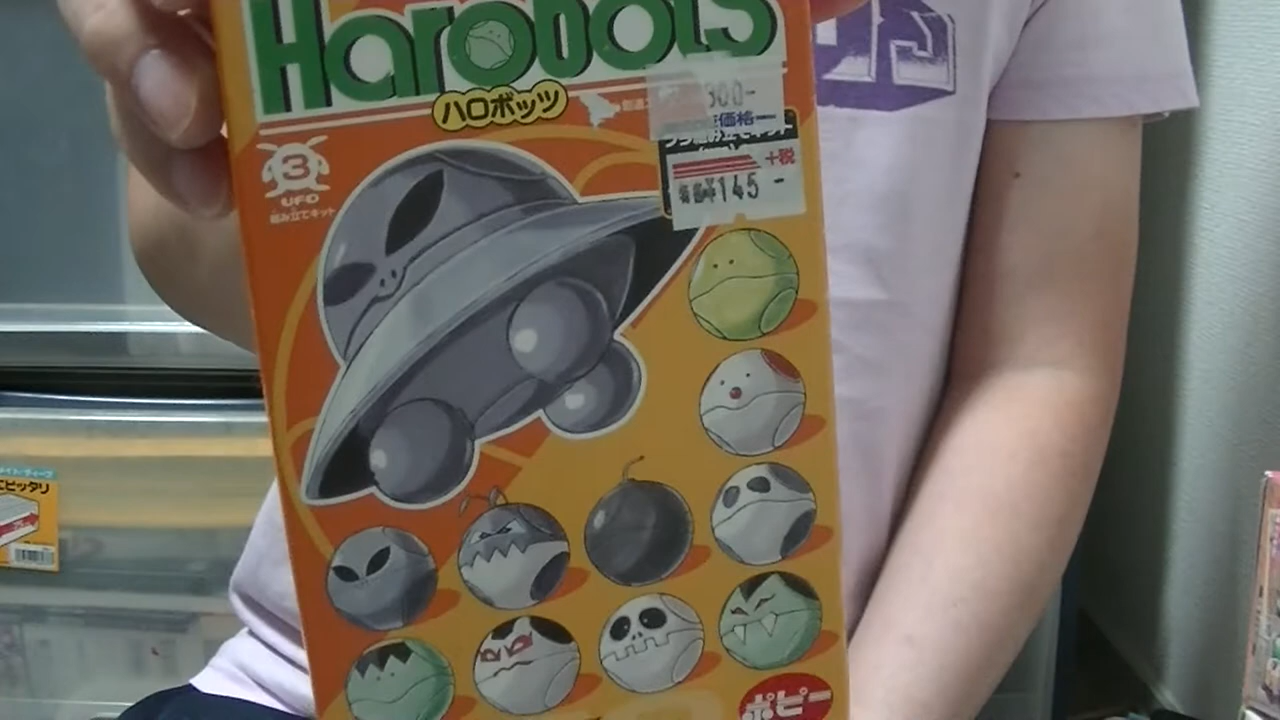 Harobots
ハロボッツ
300-
価格
+税
¥145-
3
UFO
組み立てキット
ピッタリ
ポピー